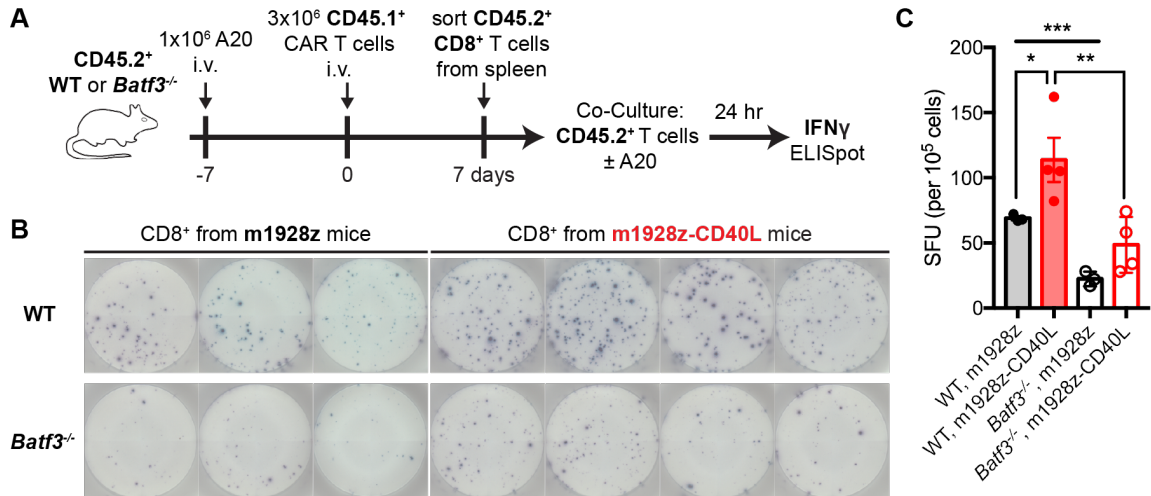 A
CD45.2⁺
WT or Batf3⁻/⁻
1x10⁶ A20
i.v.
3x10⁶ CD45.1⁺
CAR T cells
i.v.
sort CD45.2⁺
CD8⁺ T cells
from spleen
-7
0
7 days
Co-Culture:
CD45.2⁺ T cells
± A20
24 hr
IFNγ
ELISpot
B
CD8⁺ from m1928z mice
CD8⁺ from m1928z-CD40L mice
WT
Batf3⁻/⁻
C
***
*
**
SFU (per 10⁵ cells)
200
150
100
50
0
WT, m1928z
WT, m1928z-CD40L
Batf3⁻/⁻, m1928z
Batf3⁻/⁻, m1928z-CD40L